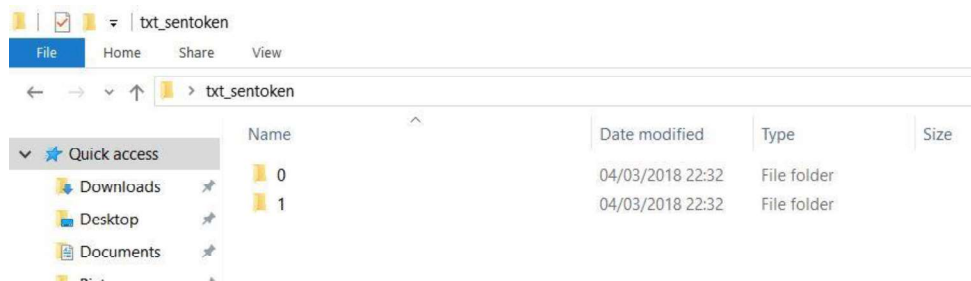 txt_sentoken
File Home Share View
txt_sentoken
Name Date modified Type Size
Quick access
0 04/03/2018 22:32 File folder
Downloads
1 04/03/2018 22:32 File folder
Desktop
Documents